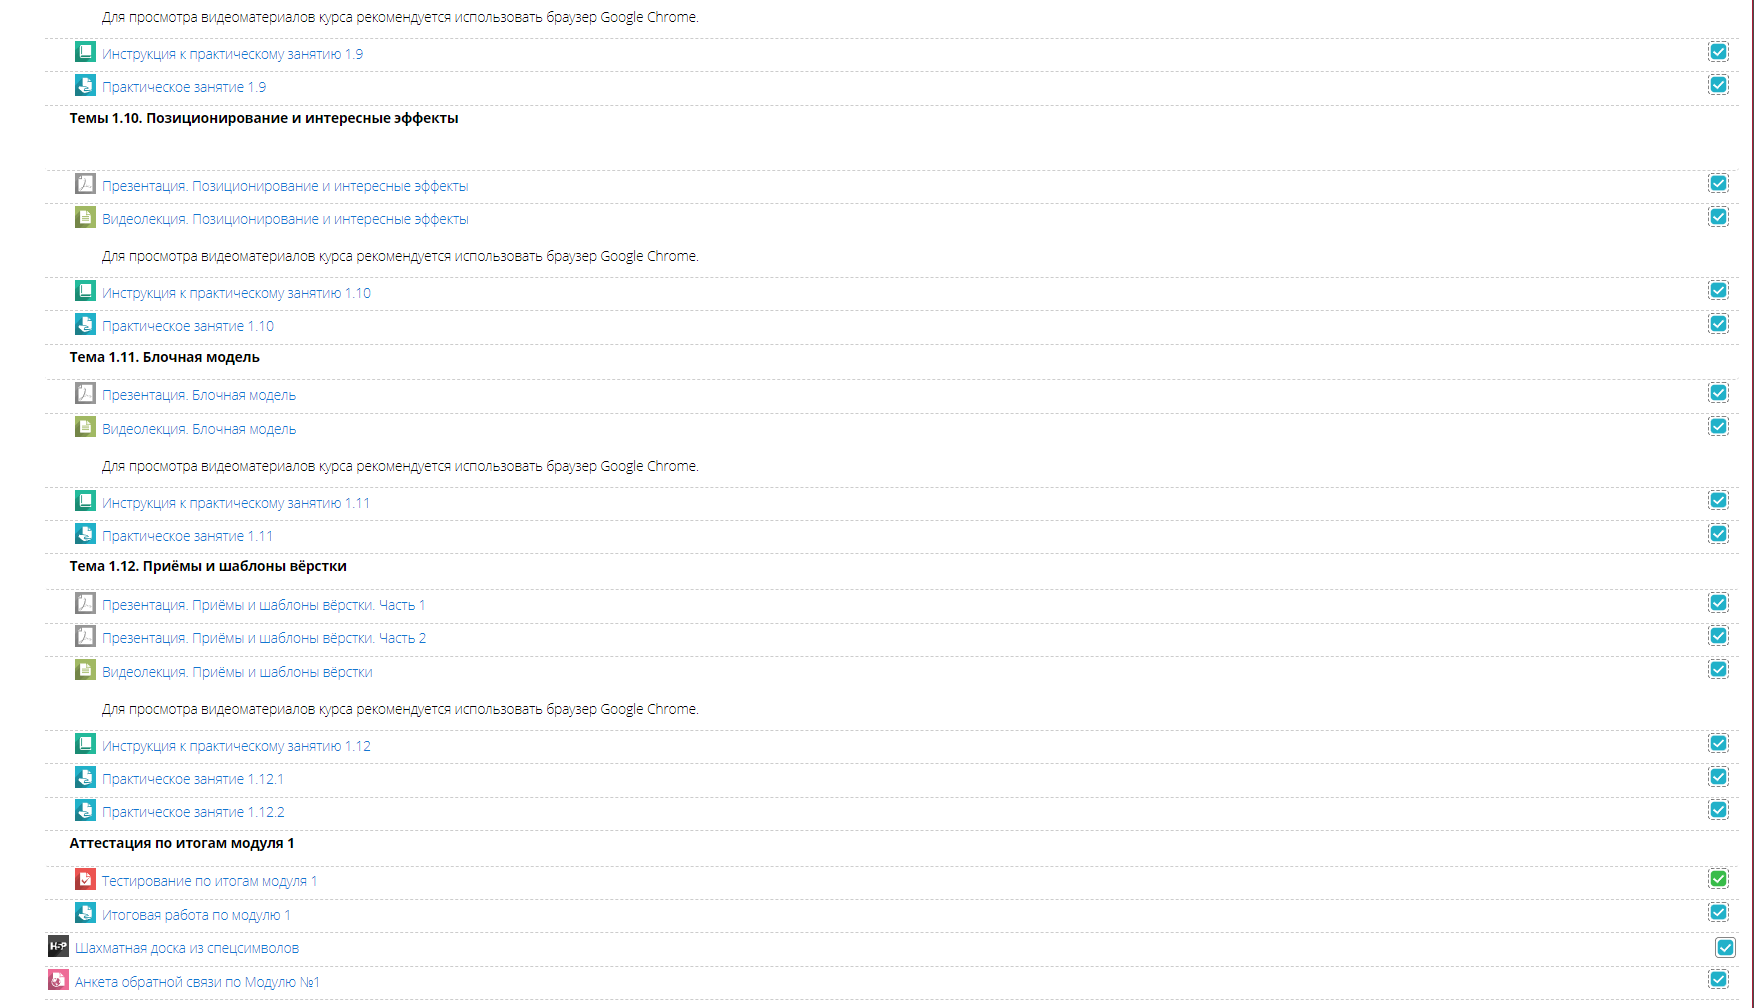 Для просмотра видеоматериалов курса рекомендуется использовать браузер Google Chrome.
Инструкция к практическому занятию 1.9
Практическое занятие 1.9
Темы 1.10. Позиционирование и интересные эффекты
Презентация. Позиционирование и интересные эффекты
Видеолекция. Позиционирование и интересные эффекты
Для просмотра видеоматериалов курса рекомендуется использовать браузер Google Chrome.
Инструкция к практическому занятию 1.10
Практическое занятие 1.10
Тема 1.11. Блочная модель
Презентация. Блочная модель
Видеолекция. Блочная модель
Для просмотра видеоматериалов курса рекомендуется использовать браузер Google Chrome.
Инструкция к практическому занятию 1.11
Практическое занятие 1.11
Тема 1.12. Приёмы и шаблоны вёрстки
Презентация. Приёмы и шаблоны вёрстки. Часть 1
Презентация. Приёмы и шаблоны вёрстки. Часть 2
Видеолекция. Приёмы и шаблоны вёрстки
Для просмотра видеоматериалов курса рекомендуется использовать браузер Google Chrome.
Инструкция к практическому занятию 1.12
Практическое занятие 1.12.1
Практическое занятие 1.12.2
Аттестация по итогам модуля 1
Тестирование по итогам модуля 1
Итоговая работа по модулю 1
H5P Шахматная доска из спецсимволов
Анкета обратной связи по Модулю №1